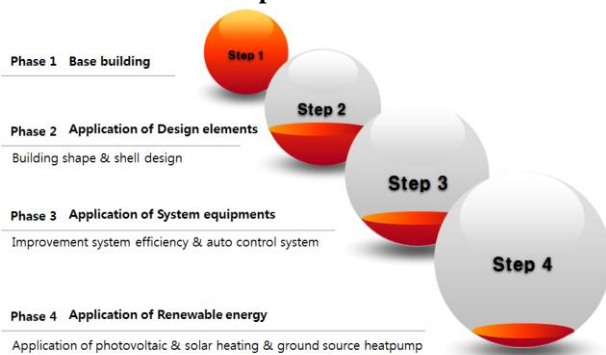 Step 1
Phase 1 Base building
Step 2
Phase 2 Application of Design elements
Building shape & shell design
Step 3
Phase 3 Application of System equipments
Improvement system efficiency & auto control system
Step 4
Phase 4 Application of Renewable energy
Application of photovoltaic & solar heating & ground source heatpump